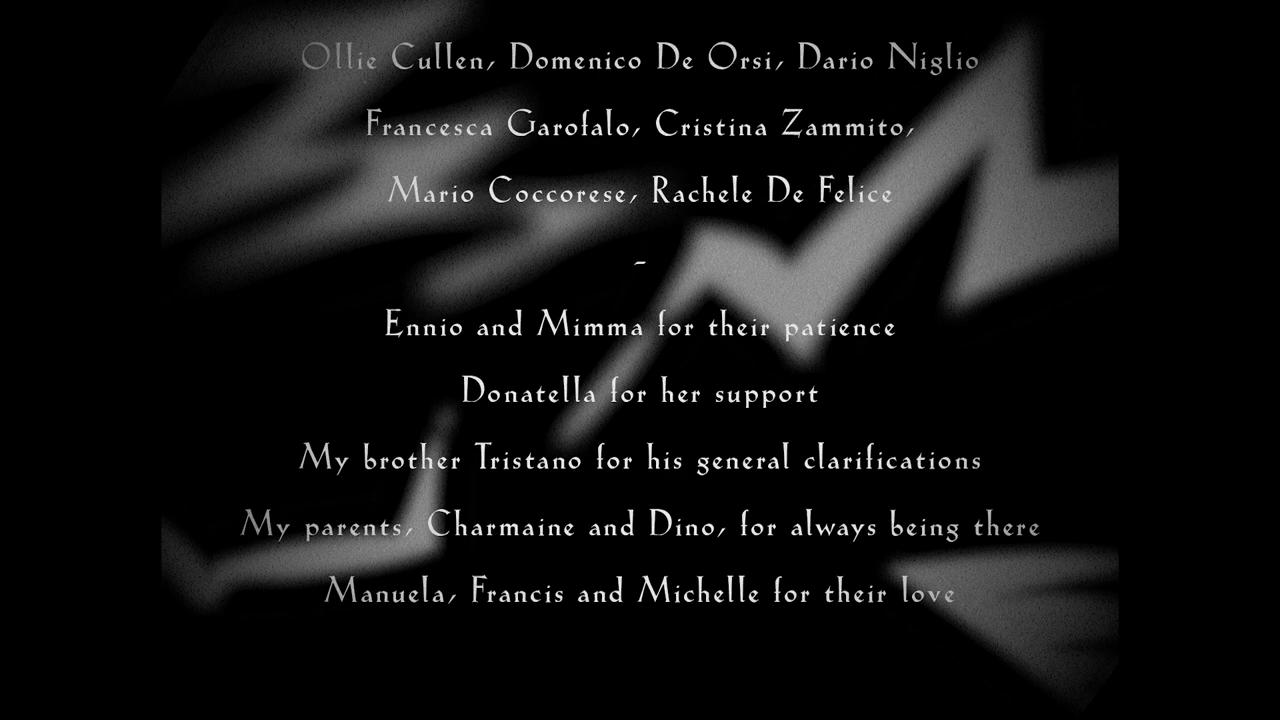 Ollie Cullen, Domenico De Orsi, Dario Niglio
Francesca Garofalo, Cristina Zammito,
Mario Coccorese, Rachele De Felice
-
Ennio and Mimma for their patience
Donatella for her support
My brother Tristano for his general clarifications
My parents, Charmaine and Dino, for always being there
Manuela, Francis and Michelle for their love